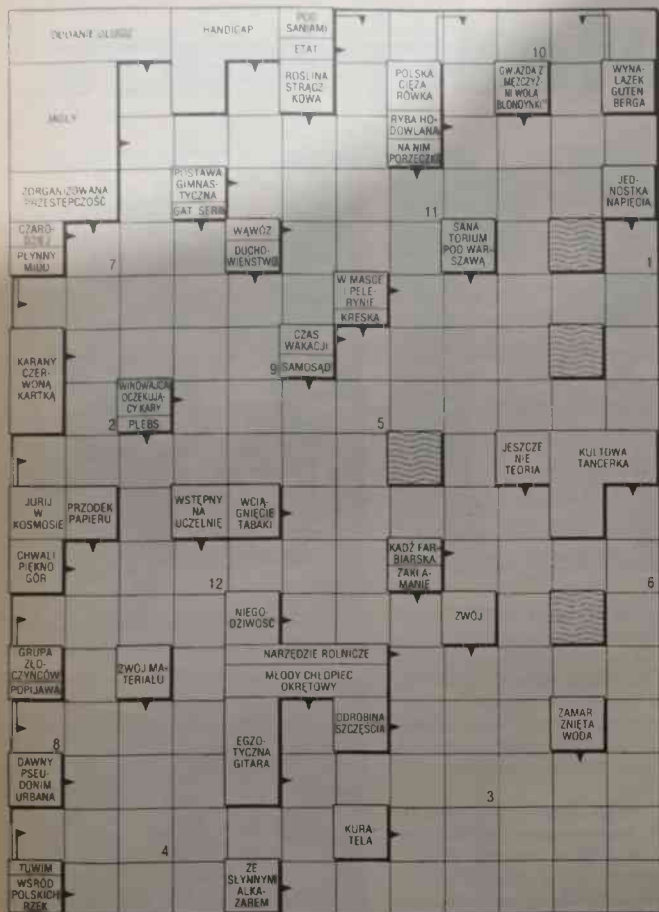 ODDANIE DŁUGU
HANDICAP
POD
SANIAMI
ETAT
10
JAGŁY
ROŚLINA
STRĄCZ
KOWA
POLSKA
CIĘŻA
RÓWKA
RYBA HO-
DOWLANA
NA NIM
PORZECZKI
GWIAZDA Z
„MĘŻCZYŹ-
NI WOLĄ
BLONDYNKI”
WYNA-
LAZEK
GUTEN
BERGA
ZORGANIZOWANA
PRZESTĘPCZOŚĆ
POSTAWA
GIMNAS-
TYCZNA
GAT. SERA
11
JED-
NOSTKA
NAPIĘCIA
CZARO-
DZIEJ
PŁYNNY
MIÓD
7
WĄWÓZ
DUCHO-
WIEŃSTWO
SANA-
TORIUM
POD WAR-
SZAWĄ
1
W MASCE
I PELE-
RYNIE
KRESKA
KARANY
CZER-
WONĄ
KARTKĄ
CZAS
WAKACJI
9 SAMOSĄD
2
WINOWAJCA
OCZEKUJĄ-
CY KARY
PLEBS
5
JESZCZE
NIE
TEORIA
KULTOWA
TANCERKA
JURIJ
W
KOSMOSIE
PRZODEK
PAPIERU
WSTĘPNY
NA
UCZELNIĘ
WCIĄ-
GNIĘCIE
TABAKI
CHWALI
PIĘKNO
GÓR
12
KADŹ FAR-
BIARSKA
ZAKŁA-
MANIE
6
NIEGO-
DZIWOŚĆ
ZWÓJ
GRUPA
ZŁO-
CZYŃCÓW
POPIJAWA
ZWÓJ MA-
TERIAŁU
NARZĘDZIE ROLNICZE
MŁODY CHŁOPIEC
OKRĘTOWY
8
EGZO-
TYCZNA
GITARA
ODROBINA
SZCZĘŚCIA
ZAMAR
ZNIĘTA
WODA
DAWNY
PSEU-
DONIM
URBANA
3
4
KURA-
TELA
TUWIM
WŚRÓD
POLSKICH
RZEK
ZE
SŁYNNYM
ALKA-
ZAREM